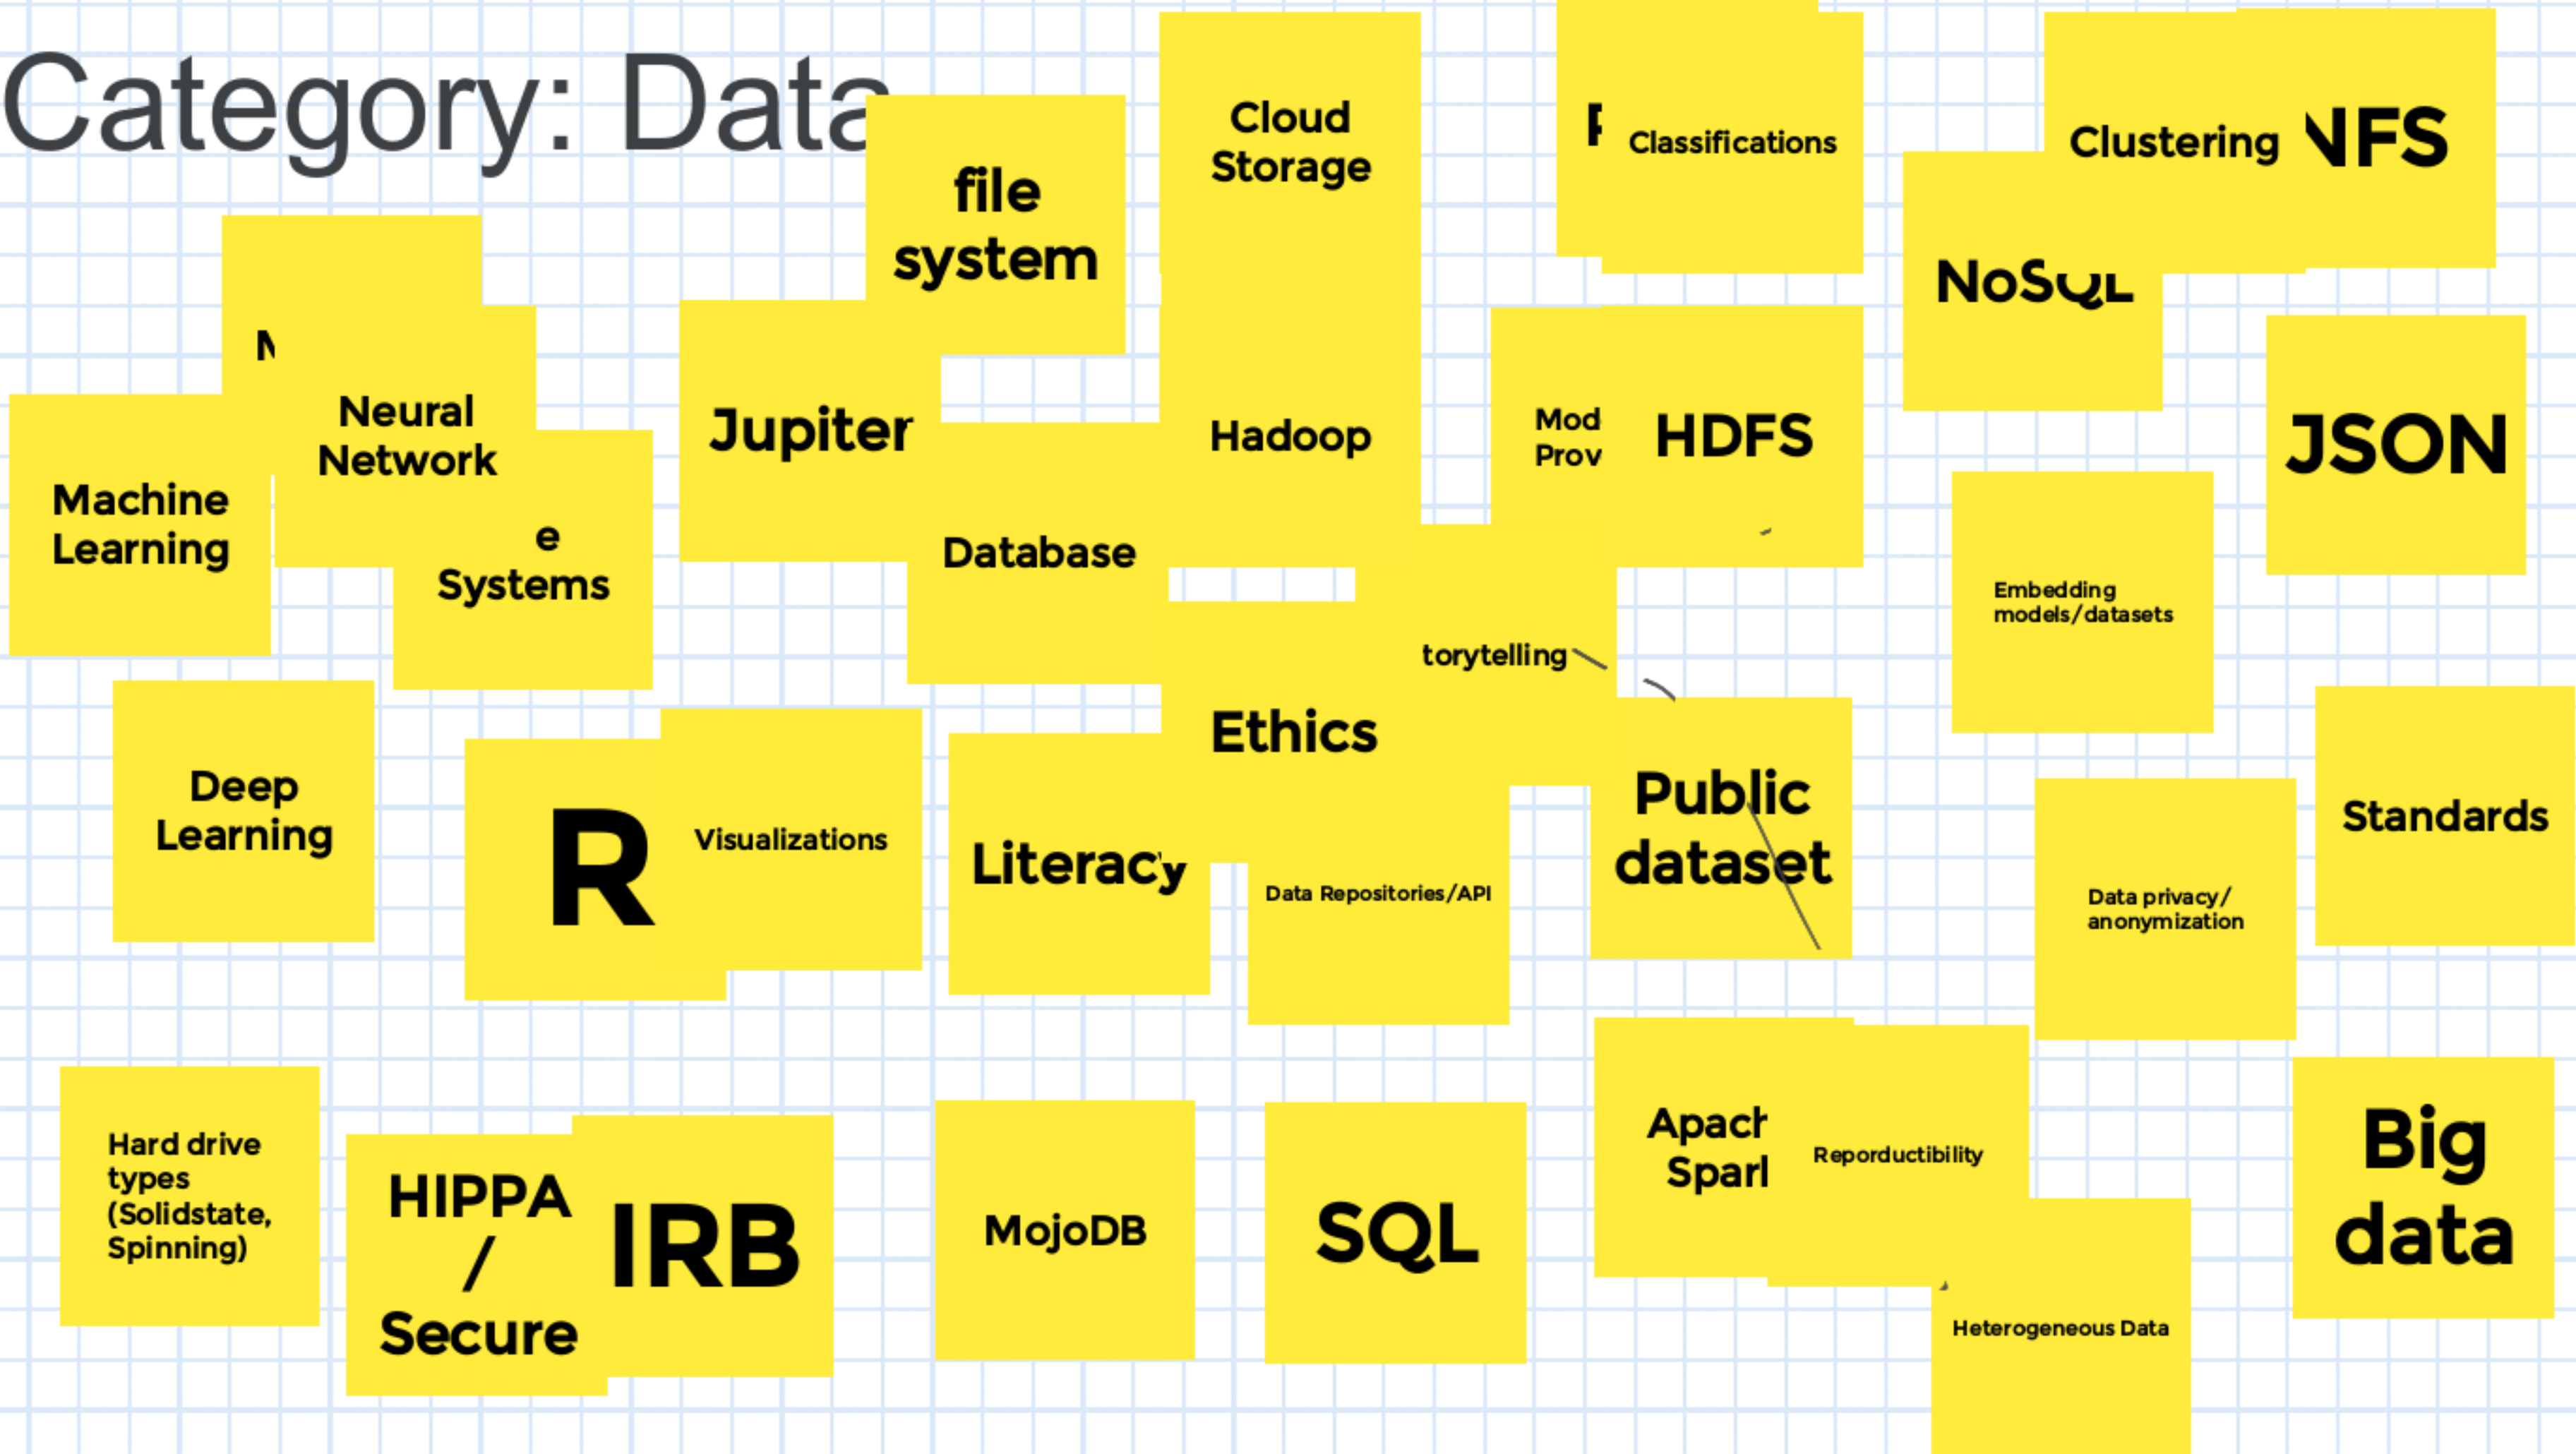 Category: Data
file
system
Cloud
Storage
Classifications
Clustering
NFS
NoSQL
Neural
Network
Machine
Learning
e
Systems
Jupiter
Hadoop
Database
Mod
Prov
HDFS
JSON
Embedding
models/datasets
torytelling
Ethics
Deep
Learning
R
Visualizations
Literacy
Data Repositories/API
Public
dataset
Standards
Data privacy/
anonymization
Hard drive
types
(Solidstate,
Spinning)
HIPPA
/
Secure
IRB
MojoDB
SQL
Apach
Spar
Reporductibility
Heterogeneous Data
Big
data